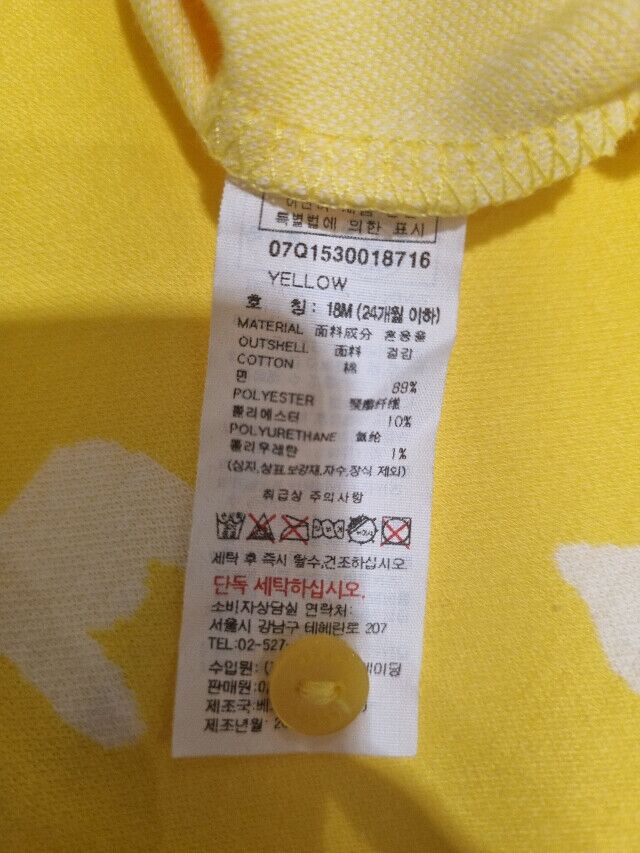 특별법에 의한 표시
07Q1530018716
YELLOW
호 칭: 18M (24개월 이하)
MATERIAL 面料成分 혼용율
OUTSHELL 面料 겉감
COTTON 綿
면 89%
POLYESTER 聚酯纤维
폴리에스터 10%
POLYURETHANE 氨纶
폴리우레탄 1%
(심지,상표,보강재,자수,장식 제외)
취급상 주의사항
세탁 후 즉시 탈수,건조하십시오.
단독 세탁하십시오.
소비자상담실 연락처:
서울시 강남구 테헤란로 207
TEL:02-527-
수입원:
판매원:
제조국:
제조년월: